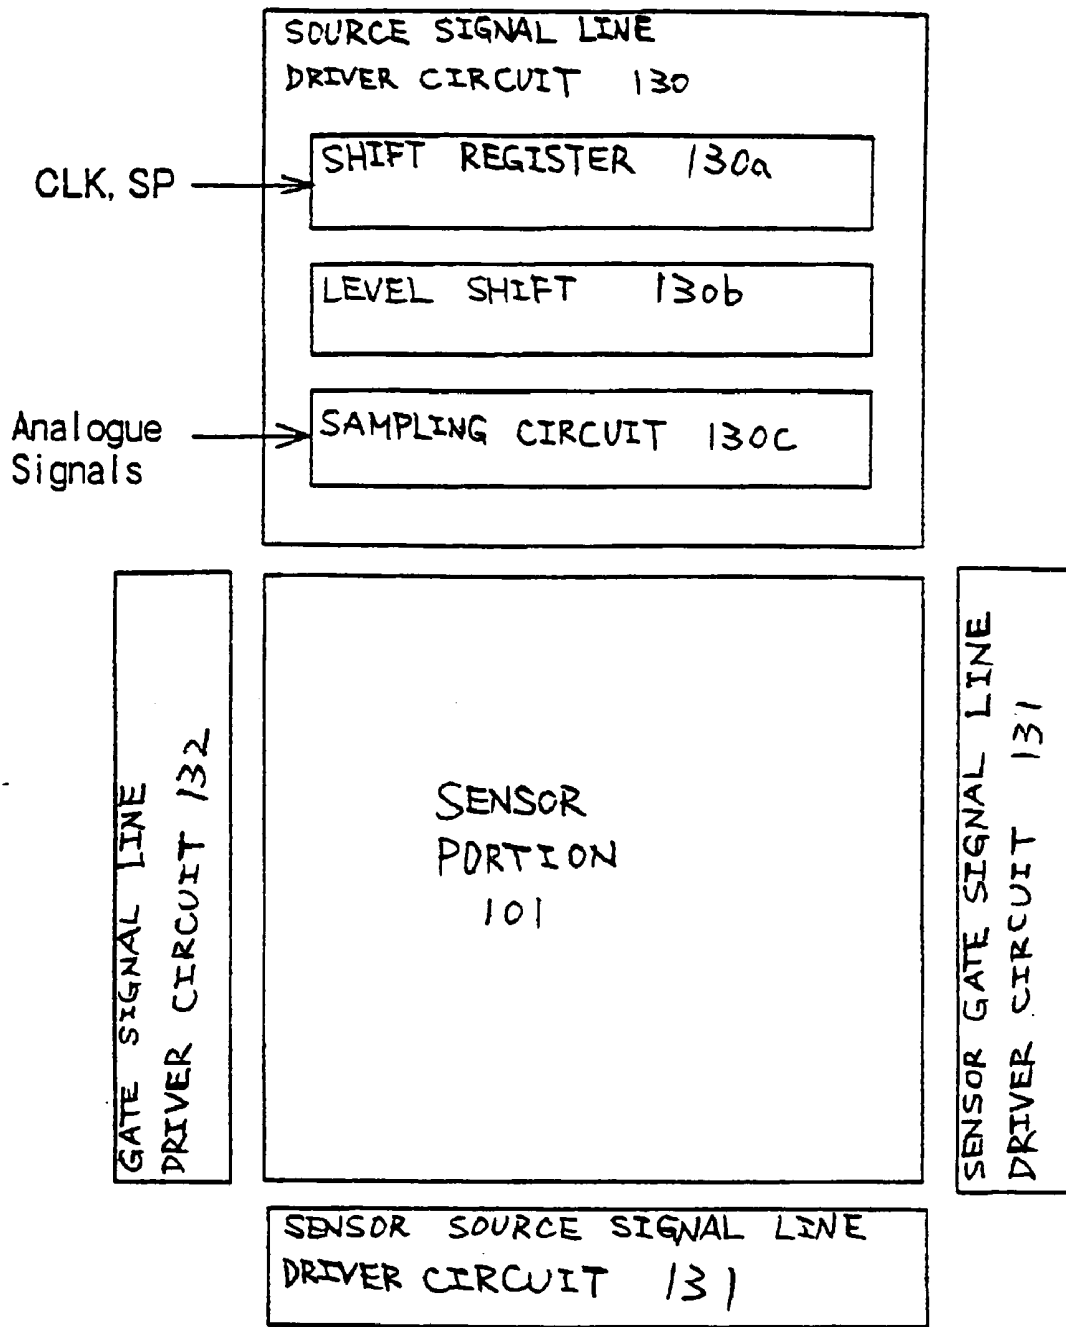 SOURCE SIGNAL LINE
DRIVER CIRCUIT 130
CLK, SP
SHIFT REGISTER 130a
LEVEL SHIFT 130b
Analogue
Signals
SAMPLING CIRCUIT 130C
GATE SIGNAL LINE
DRIVER CIRCUIT 132
SENSOR
PORTION
101
SENSOR GATE SIGNAL LINE
DRIVER CIRCUIT 131
SENSOR SOURCE SIGNAL LINE
DRIVER CIRCUIT 131